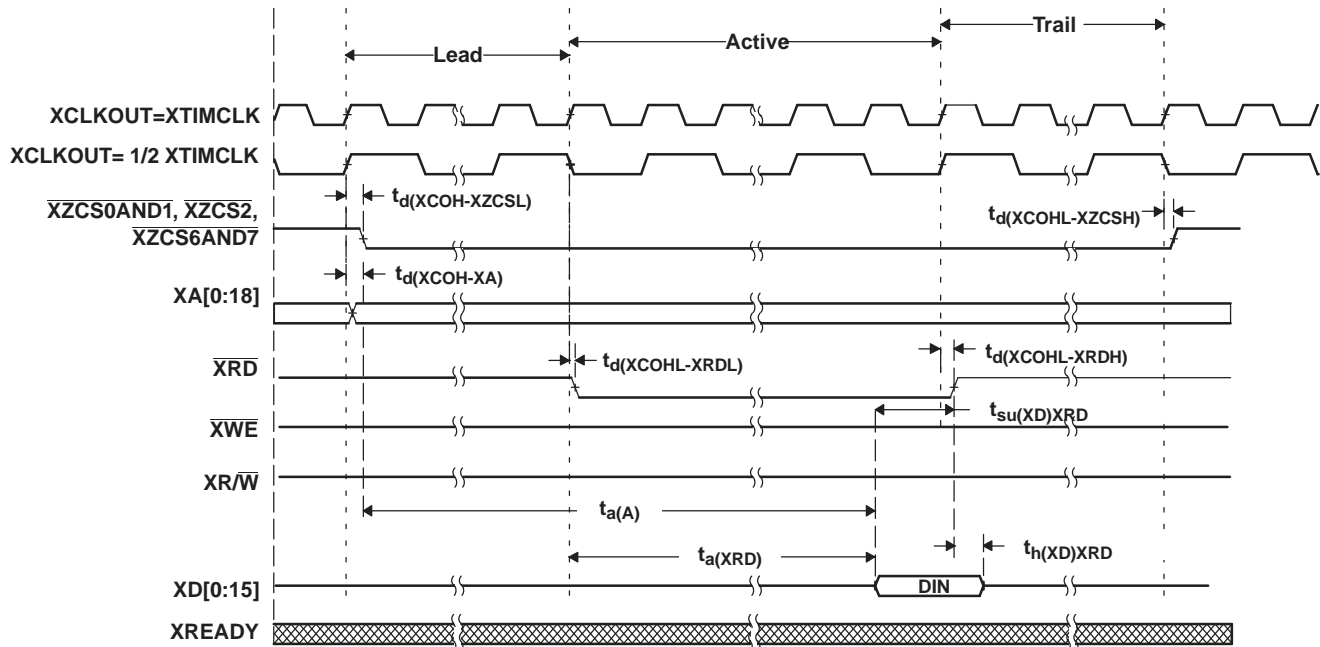 Trail
Active
Lead
XCLKOUT=XTIMCLK
XCLKOUT= 1/2 XTIMCLK
td(XCOH-XZCSL)
XZCS0AND1, XZCS2,
XZCS6AND7
td(XCOHL-XZCSH)
td(XCOH-XA)
XA[0:18]
XRD
td(XCOHL-XRDL)
td(XCOHL-XRDH)
tsu(XD)XRD
XWE
XR/W
ta(A)
ta(XRD)
th(XD)XRD
XD[0:15]
DIN
XREADY